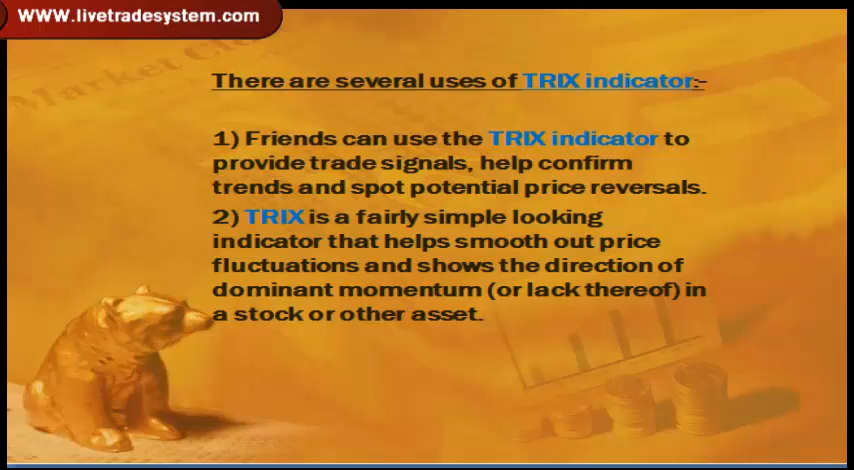 WWW.livetradesystem.com
Market Cl
There are several uses of TRIX indicator:-
1) Friends can use the TRIX indicator to
provide trade signals, help confirm
trends and spot potential price reversals.
2) TRIX is a fairly simple looking
indicator that helps smooth out price
fluctuations and shows the direction of
dominant momentum (or lack thereof) in
a stock or other asset.